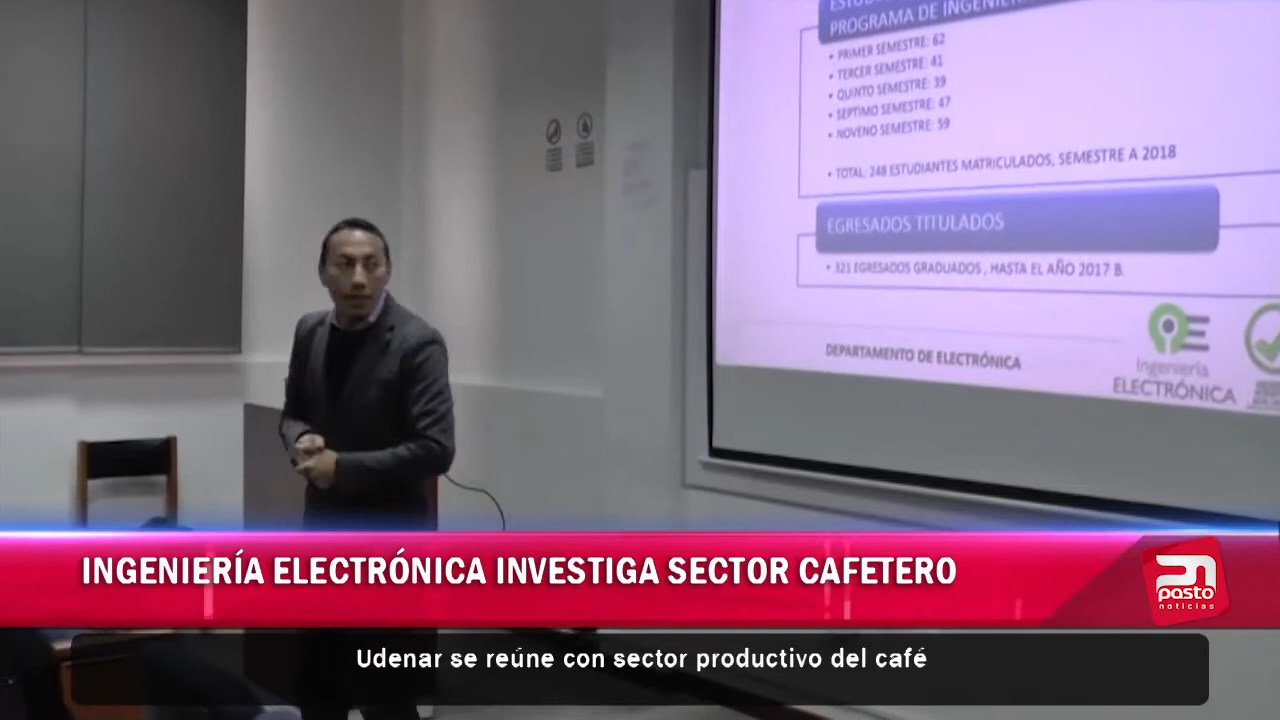 PROGRAMA DE INGENIERÍA
• PRIMER SEMESTRE: 62
• TERCER SEMESTRE: 41
• QUINTO SEMESTRE: 39
• SEPTIMO SEMESTRE: 47
• NOVENO SEMESTRE: 59
• TOTAL: 248 ESTUDIANTES MATRICULADOS, SEMESTRE A 2018
EGRESADOS TITULADOS
• 321 EGRESADOS GRADUADOS , HASTA EL AÑO 2017 B.
DEPARTAMENTO DE ELECTRÓNICA
Ingeniería
ELECTRÓNICA
INGENIERÍA ELECTRÓNICA INVESTIGA SECTOR CAFETERO
pasto
noticias
Udenar se reúne con sector productivo del café